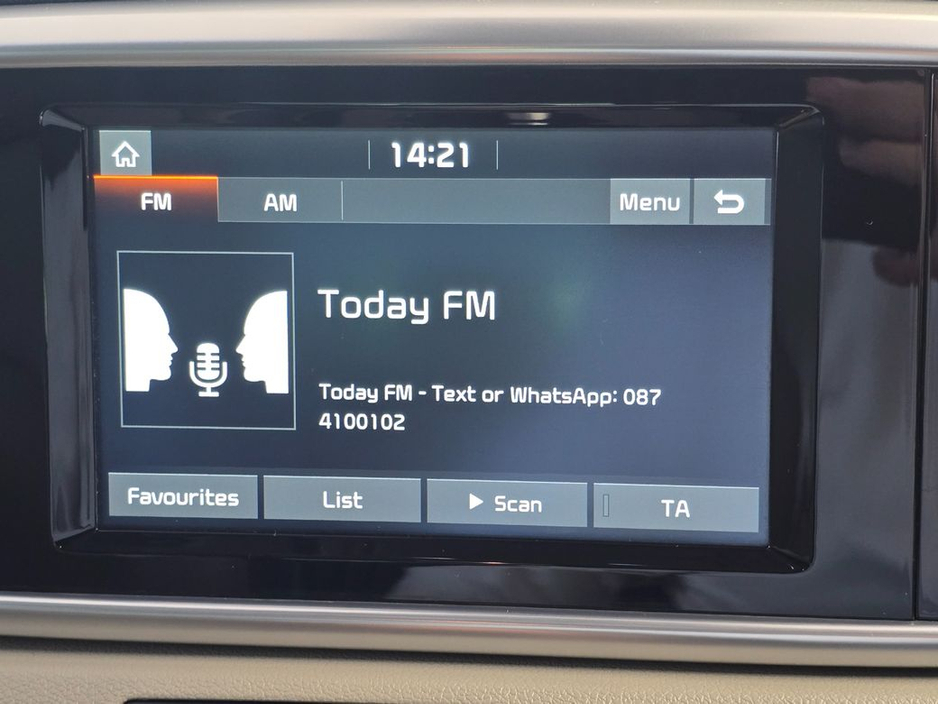 14:21
FM AM Menu
Today FM
Today FM - Text or WhatsApp: 087
4100102
Favourites List Scan TA